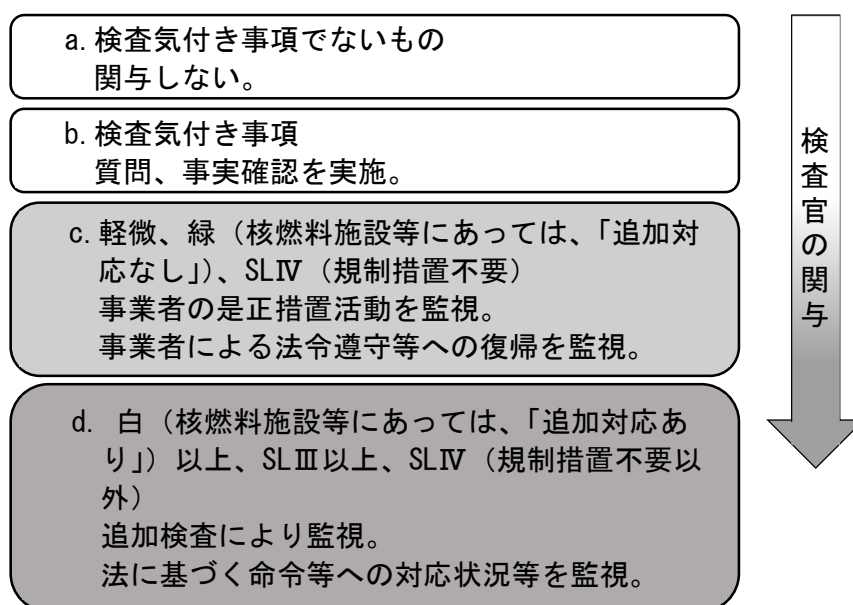 a. 検査気付き事項でないもの
関与しない。
b. 検査気付き事項
質問、事実確認を実施。
c. 軽微、緑（核燃料施設等にあっては、「追加対
応なし」）、SLⅣ（規制措置不要）
事業者の是正措置活動を監視。
事業者による法令遵守等への復帰を監視。
d. 白（核燃料施設等にあっては、「追加対応あ
り」）以上、SLⅢ以上、SLⅣ（規制措置不要以
外）
追加検査により監視。
法に基づく命令等への対応状況等を監視。
検査官の関与